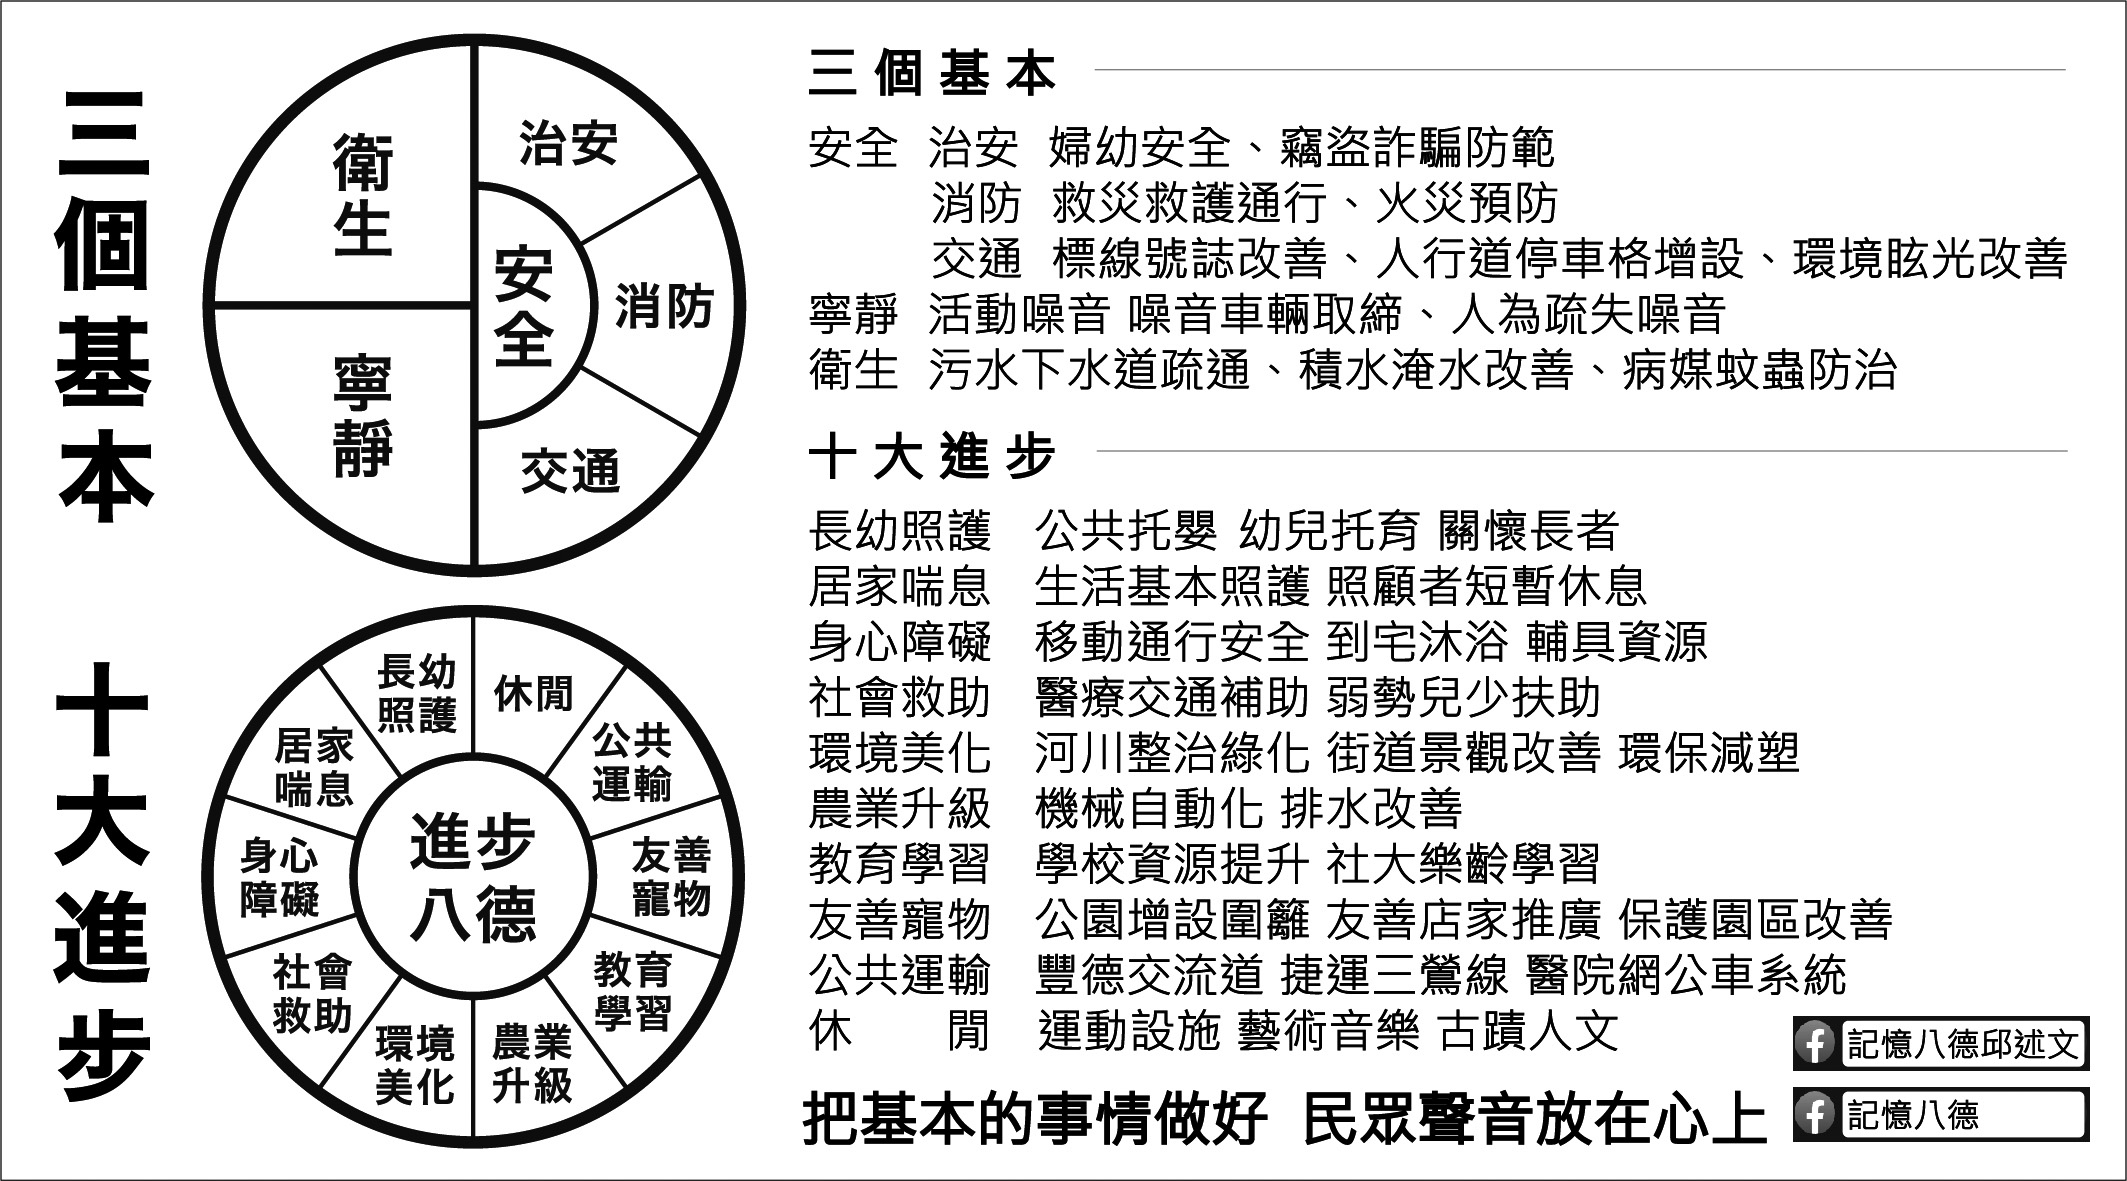 三個基本
衛生
寧靜
安全
治安
消防
交通
十大進步
進步
八德
長幼
照護
休閒
公共
運輸
友善
寵物
教育
學習
農業
升級
環境
美化
社會
救助
身心
障礙
居家
喘息
三個基本
安全 治安 婦幼安全、竊盜詐騙防範
消防 救災救護通行、火災預防
交通 標線號誌改善、人行道停車格增設、環境眩光改善
寧靜 活動噪音 噪音車輛取締、人為疏失噪音
衛生 污水下水道疏通、積水淹水改善、病媒蚊蟲防治
十大進步
長幼照護 公共托嬰 幼兒托育 關懷長者
居家喘息 生活基本照護 照顧者短暫休息
身心障礙 移動通行安全 到宅沐浴 輔具資源
社會救助 醫療交通補助 弱勢兒少扶助
環境美化 河川整治綠化 街道景觀改善 環保減塑
農業升級 機械自動化 排水改善
教育學習 學校資源提升 社大樂齡學習
友善寵物 公園增設圍籬 友善店家推廣 保護園區改善
公共運輸 豐德交流道 捷運三鶯線 醫院網公車系統
休閒 運動設施 藝術音樂 古蹟人文
把基本的事情做好 民眾聲音放在心上
記憶八德邱述文
記憶八德